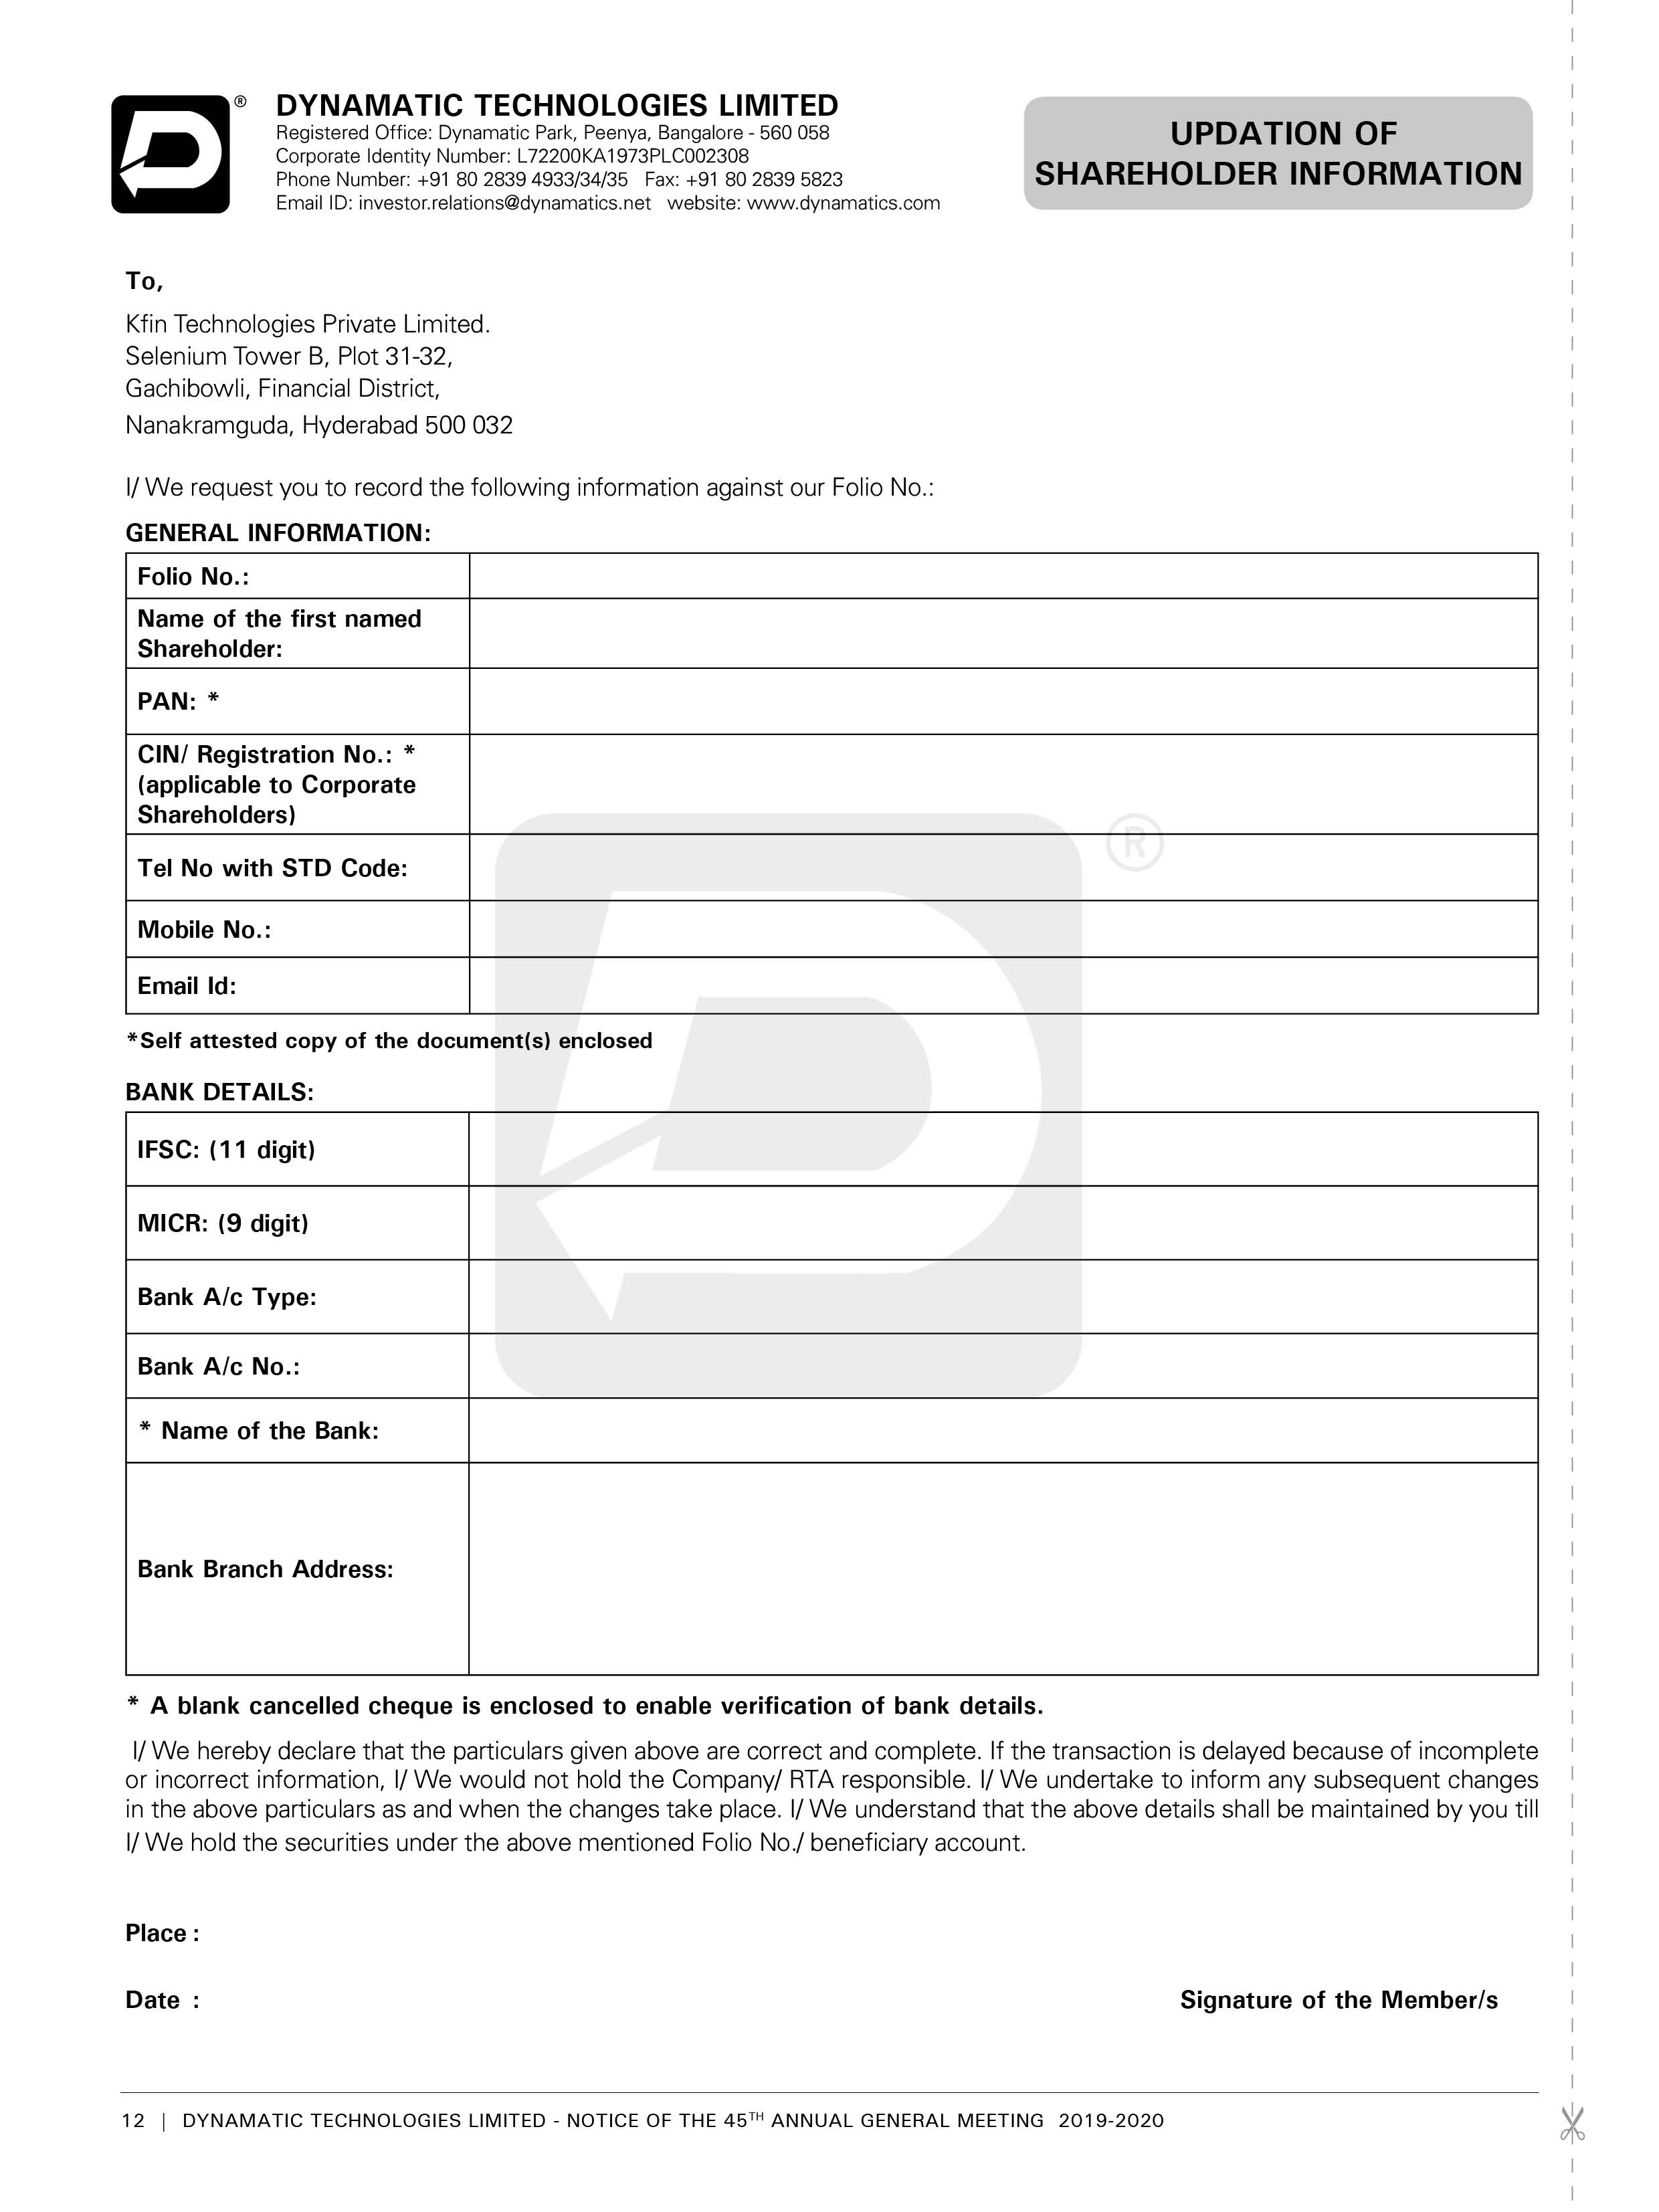 ®
DYNAMATIC TECHNOLOGIES LIMITED
Registered Office: Dynamatic Park, Peenya, Bangalore - 560 058
Corporate Identity Number: L72200KA1973PLC002308
Phone Number: +91 80 2839 4933/34/35 Fax: +91 80 2839 5823
Email ID: investor.relations@dynamatics.net website: www.dynamatics.com
UPDATION OF
SHAREHOLDER INFORMATION
To,
Kfin Technologies Private Limited.
Selenium Tower B, Plot 31-32,
Gachibowli, Financial District,
Nanakramguda, Hyderabad 500 032
I/ We request you to record the following information against our Folio No.:
GENERAL INFORMATION:
Folio No.:
Name of the first named
Shareholder:
PAN: *
CIN/ Registration No.: *
(applicable to Corporate
Shareholders)
®
Tel No with STD Code:
Mobile No.:
Email Id:
*Self attested copy of the document(s) enclosed
BANK DETAILS:
IFSC: (11 digit)
MICR: (9 digit)
Bank A/c Type:
Bank A/c No.:
* Name of the Bank:
Bank Branch Address:
* A blank cancelled cheque is enclosed to enable verification of bank details.
I/ We hereby declare that the particulars given above are correct and complete. If the transaction is delayed because of incomplete
or incorrect information, I/ We would not hold the Company/ RTA responsible. I/ We undertake to inform any subsequent changes
in the above particulars as and when the changes take place. I/ We understand that the above details shall be maintained by you till
I/ We hold the securities under the above mentioned Folio No./ beneficiary account.
Place :
Date :
Signature of the Member/s
12 | DYNAMATIC TECHNOLOGIES LIMITED - NOTICE OF THE 45TH ANNUAL GENERAL MEETING 2019-2020